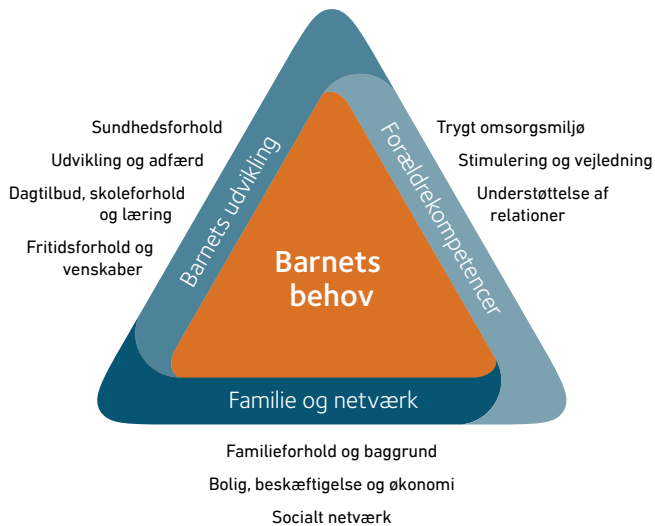 Sundhedsforhold
Udvikling og adfærd
Dagtilbud, skoleforhold
og læring
Fritidsforhold og
venskaber
Barnets udvikling
Barnets
behov
Forældrekompetencer
Trygt omsorgsmiljø
Stimulering og vejledning
Understøttelse af
relationer
Familie og netværk
Familieforhold og baggrund
Bolig, beskæftigelse og økonomi
Socialt netværk